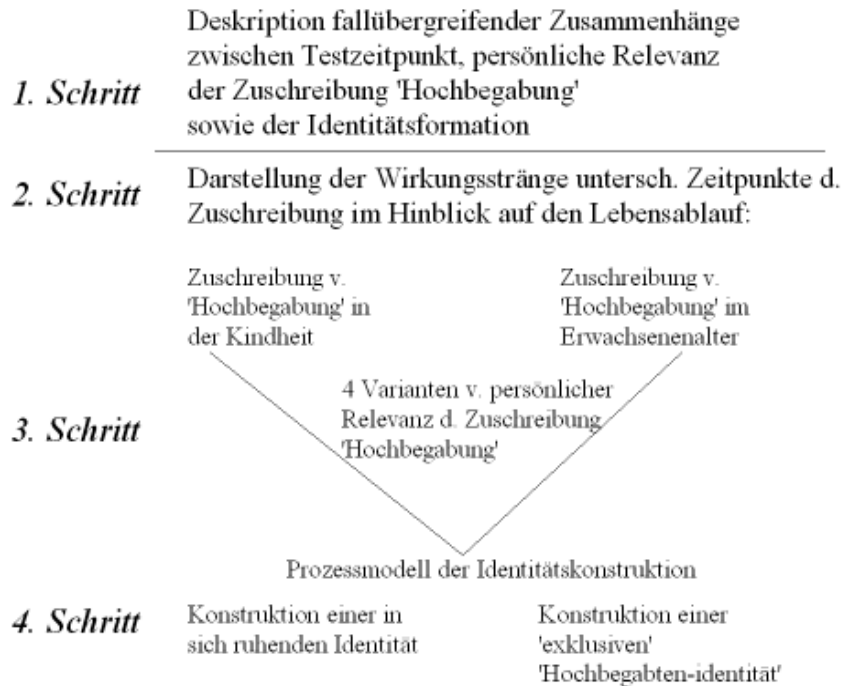 1. Schritt
Deskription fallübergreifender Zusammenhänge
zwischen Testzeitpunkt, persönliche Relevanz
der Zuschreibung 'Hochbegabung'
sowie der Identitätsformation
2. Schritt
Darstellung der Wirkungsstränge untersch. Zeitpunkte d.
Zuschreibung im Hinblick auf den Lebensablauf:
Zuschreibung v.
'Hochbegabung' in
der Kindheit
Zuschreibung v.
'Hochbegabung' im
Erwachsenenalter
3. Schritt
4 Varianten v. persönlicher
Relevanz d. Zuschreibung
'Hochbegabung'
Prozessmodell der Identitätskonstruktion
4. Schritt
Konstruktion einer in
sich ruhenden Identität
Konstruktion einer
'exklusiven'
'Hochbegabten-identität'